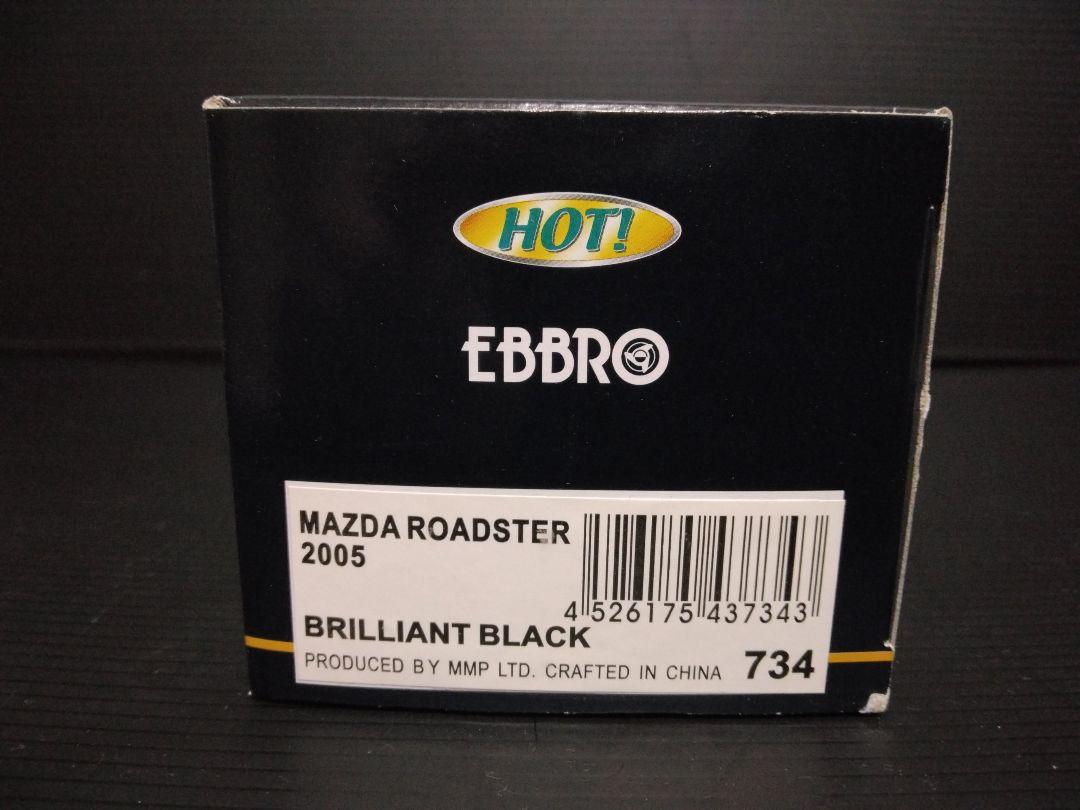 HOT!
EBBRO
MAZDA ROADSTER
2005
4 526175 437343
BRILLIANT BLACK
PRODUCED BY MMP LTD. CRAFTED IN CHINA 734